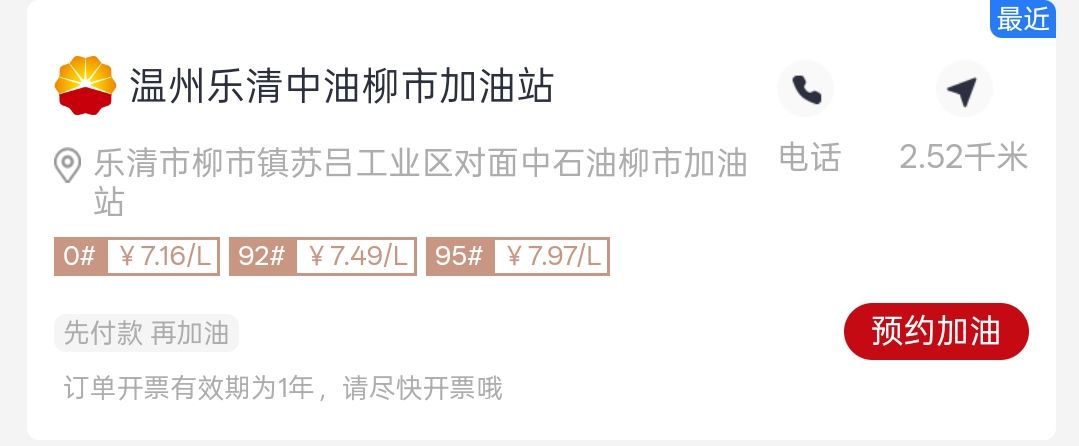 最近
温州乐清中油柳市加油站
乐清市柳市镇苏吕工业区对面中石油柳市加油
站
电话
2.52千米
0# ￥7.16/L 92# ￥7.49/L 95# ￥7.97/L
先付款 再加油
预约加油
订单开票有效期为1年，请尽快开票哦